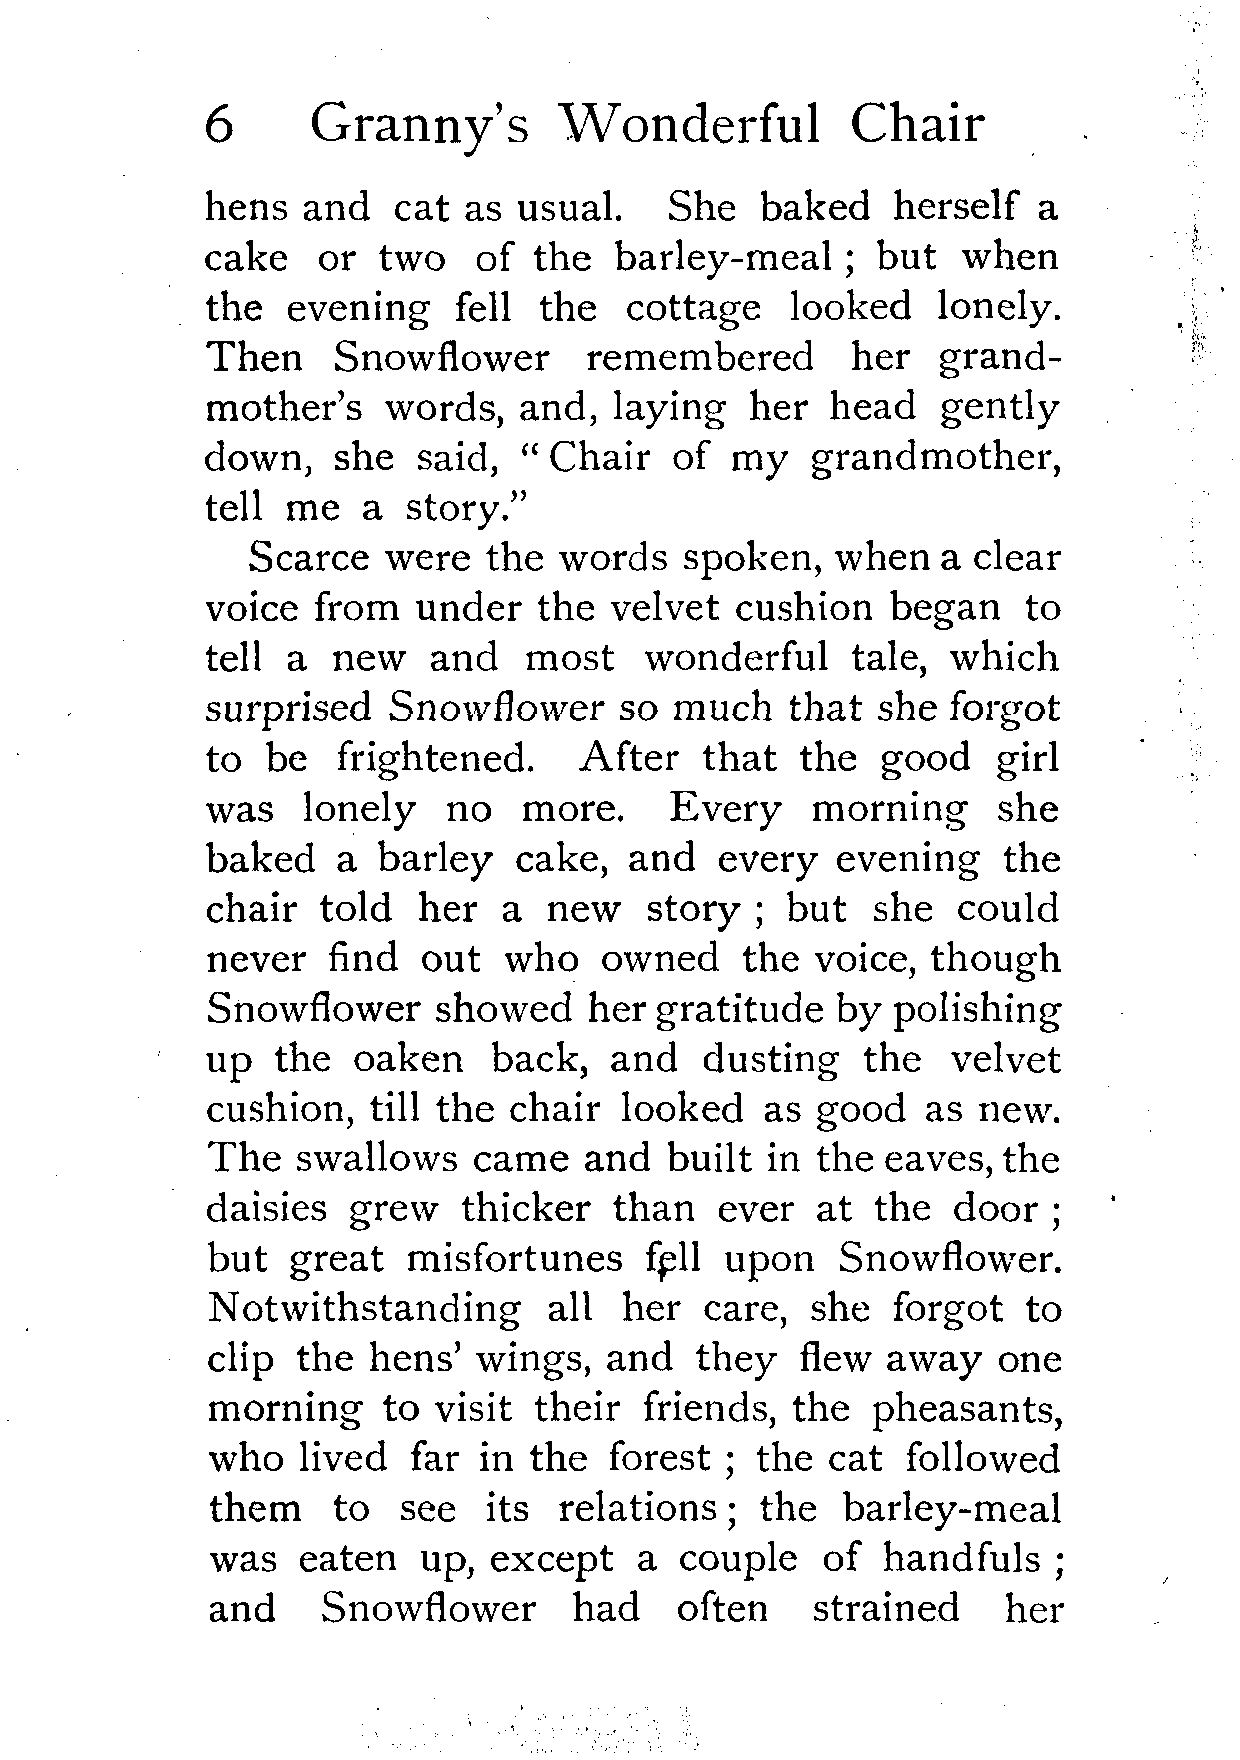 6 Granny's Wonderful Chair
hens and cat as usual. She baked herself a
cake or two of the barley-meal ; but when
the evening fell the cottage looked lonely.
Then Snowflower remembered her grand-
mother's words, and, laying her head gently
down, she said, " Chair of my grandmother,
tell me a story."
Scarce were the words spoken, when a clear
voice from under the velvet cushion began to
tell a new and most wonderful tale, which
surprised Snowflower so much that she forgot
to be frightened. After that the good girl
was lonely no more. Every morning she
baked a barley cake, and every evening the
chair told her a new story ; but she could
never find out who owned the voice, though
Snowflower showed her gratitude by polishing
up the oaken back, and dusting the velvet
cushion, till the chair looked as good as new.
The swallows came and built in the eaves, the
daisies grew thicker than ever at the door ;
but great misfortunes fell upon Snowflower.
Notwithstanding all her care, she forgot to
clip the hens' wings, and they flew away one
morning to visit their friends, the pheasants,
who lived far in the forest ; the cat followed
them to see its relations ; the barley-meal
was eaten up, except a couple of handfuls ;
and Snowflower had often strained her